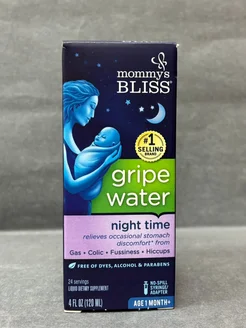 mommy's
BLISS®
#1
SELLING
BRAND
gripe
water
night time
relieves occasional stomach
discomfort* from
Gas • Colic • Fussiness • Hiccups
FREE OF DYES, ALCOHOL & PARABENS
24 servings
LIQUID DIETARY SUPPLEMENT
4 FL OZ (120 ML)
NO-SPILL
SYRINGE/
ADAPTER
AGE 1 MONTH+